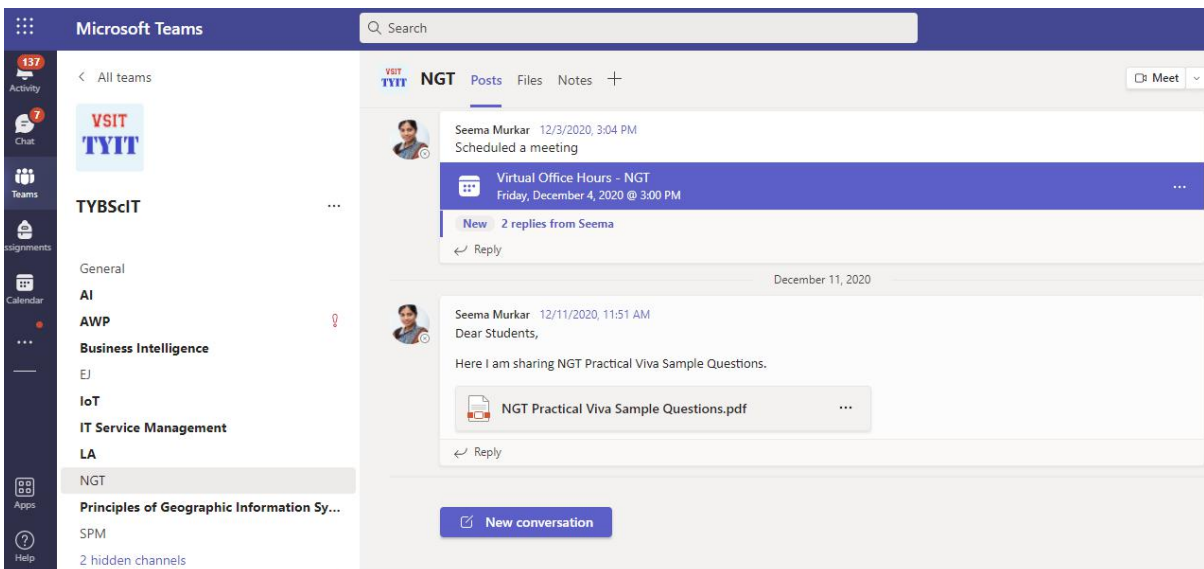 Microsoft Teams
Search
137
Activity
7
Chat
Teams
ssignments
Calendar
Apps
Help
All teams
VSIT
TYIT
TYBScIT
General
AI
AWP
Business Intelligence
EJ
IoT
IT Service Management
LA
NGT
Principles of Geographic Information Sy...
SPM
2 hidden channels
VSIT
TYIT
NGT Posts Files Notes
Meet
Seema Murkar 12/3/2020, 3:04 PM
Scheduled a meeting
Virtual Office Hours - NGT
Friday, December 4, 2020 @ 3:00 PM
New 2 replies from Seema
Reply
December 11, 2020
Seema Murkar 12/11/2020, 11:51 AM
Dear Students,
Here I am sharing NGT Practical Viva Sample Questions.
NGT Practical Viva Sample Questions.pdf
Reply
New conversation